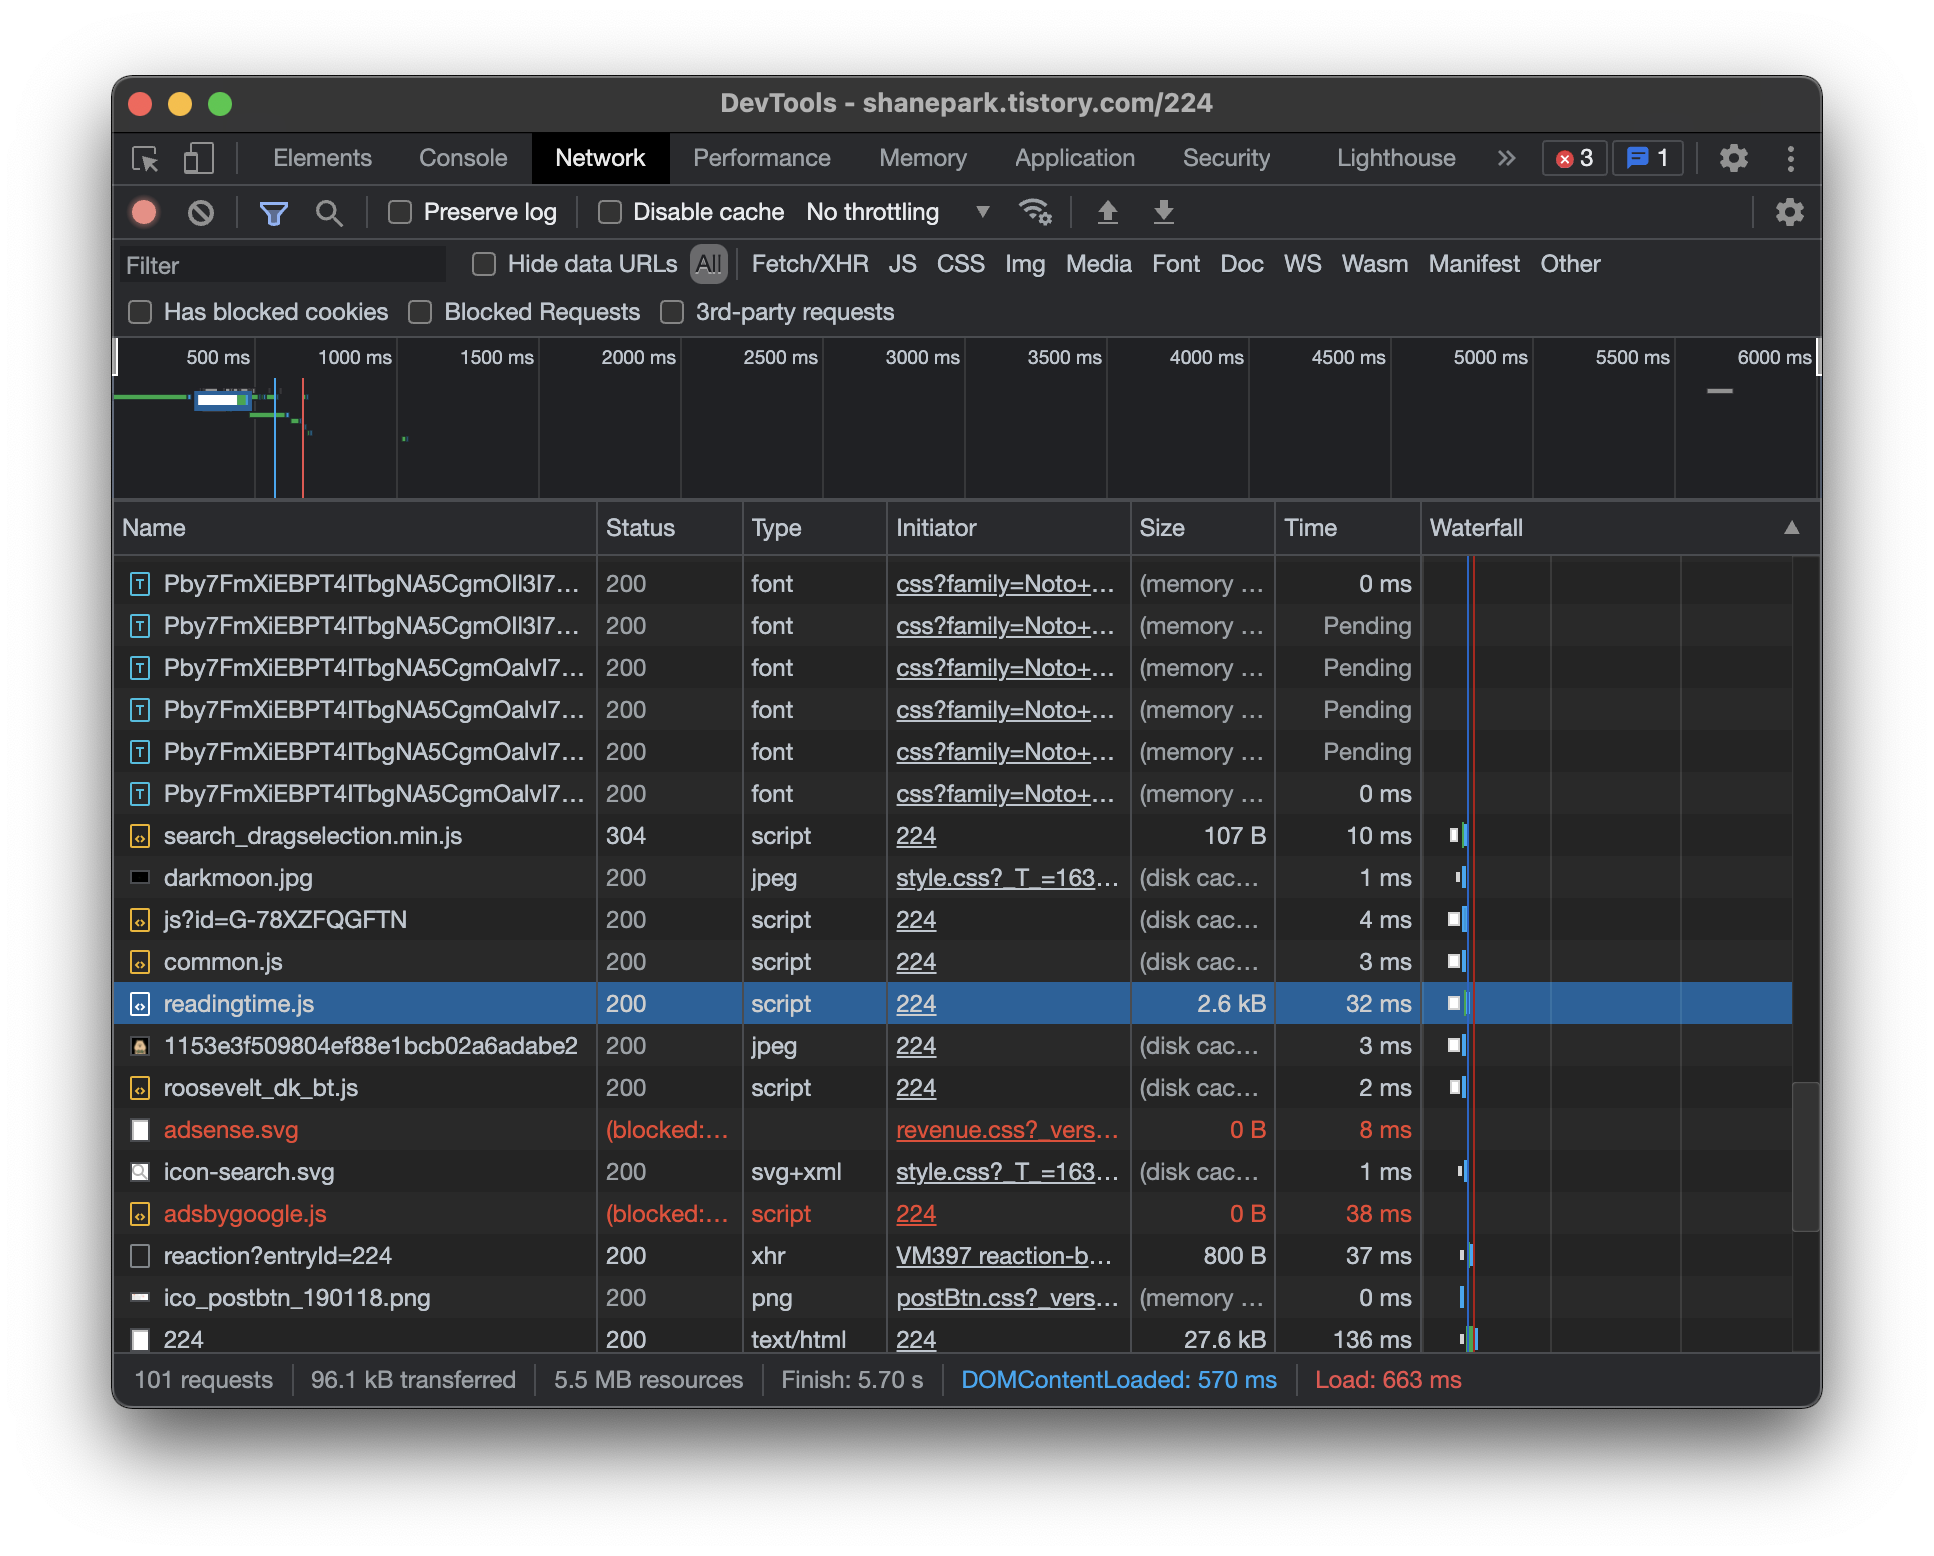 DevTools - shanepark.tistory.com/224
Elements Console Network Performance Memory Application Security Lighthouse » 3 1
Preserve log Disable cache No throttling
Filter Hide data URLs All Fetch/XHR JS CSS Img Media Font Doc WS Wasm Manifest Other
Has blocked cookies Blocked Requests 3rd-party requests
500 ms 1000 ms 1500 ms 2000 ms 2500 ms 3000 ms 3500 ms 4000 ms 4500 ms 5000 ms 5500 ms 6000 ms
Name Status Type Initiator Size Time Waterfall
Pby7FmXiEBPT4ITbgNA5CgmOIl3I7... 200 font css?family=Noto+... (memory ... 0 ms
Pby7FmXiEBPT4ITbgNA5CgmOIl3I7... 200 font css?family=Noto+... (memory ... Pending
Pby7FmXiEBPT4ITbgNA5CgmOalvI7... 200 font css?family=Noto+... (memory ... Pending
Pby7FmXiEBPT4ITbgNA5CgmOalvI7... 200 font css?family=Noto+... (memory ... Pending
Pby7FmXiEBPT4ITbgNA5CgmOalvI7... 200 font css?family=Noto+... (memory ... Pending
Pby7FmXiEBPT4ITbgNA5CgmOalvI7... 200 font css?family=Noto+... (memory ... 0 ms
search_dragselection.min.js 304 script 224 107 B 10 ms
darkmoon.jpg 200 jpeg style.css?_T_=163... (disk cac... 1 ms
js?id=G-78XZFQGFTN 200 script 224 (disk cac... 4 ms
common.js 200 script 224 (disk cac... 3 ms
readingtime.js 200 script 224 2.6 kB 32 ms
1153e3f509804ef88e1bcb02a6adabe2 200 jpeg 224 (disk cac... 3 ms
roosevelt_dk_bt.js 200 script 224 (disk cac... 2 ms
adsense.svg (blocked:... revenue.css?_vers... 0 B 8 ms
icon-search.svg 200 svg+xml style.css?_T_=163... (disk cac... 1 ms
adsbygoogle.js (blocked:... script 224 0 B 38 ms
reaction?entryId=224 200 xhr VM397 reaction-b... 800 B 37 ms
ico_postbtn_190118.png 200 png postBtn.css?_vers... (memory ... 0 ms
224 200 text/html 224 27.6 kB 136 ms
101 requests 96.1 kB transferred 5.5 MB resources Finish: 5.70 s DOMContentLoaded: 570 ms Load: 663 ms